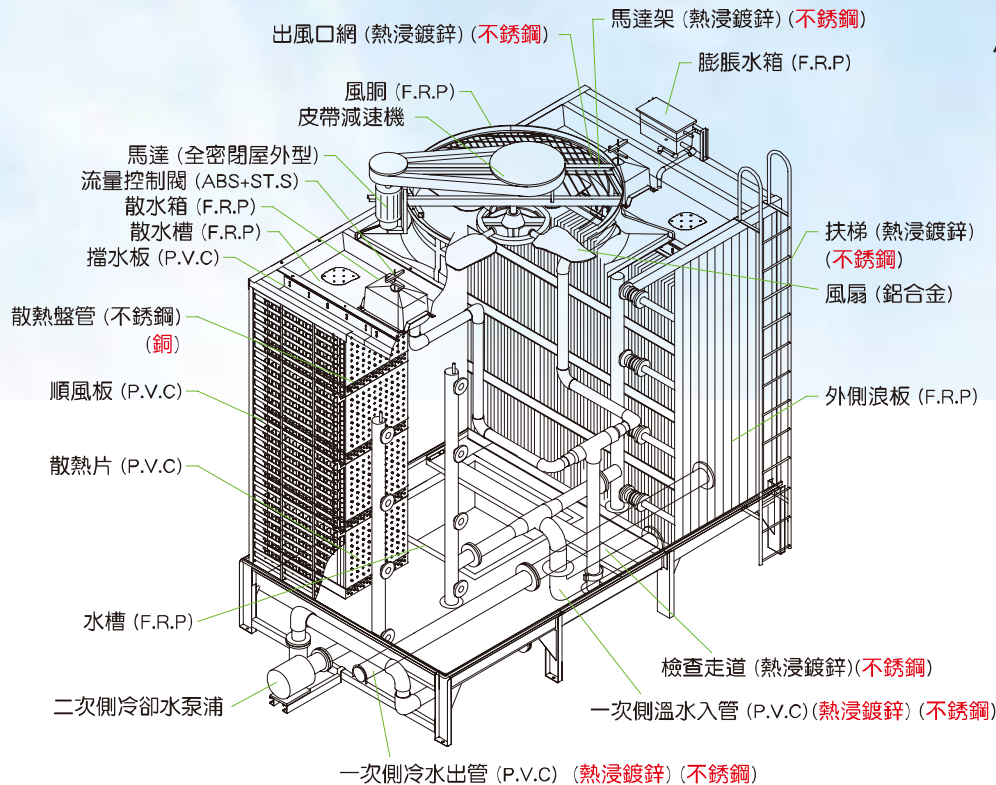 馬達架 (熱浸鍍鋅) (不銹鋼)
出風口網 (熱浸鍍鋅) (不銹鋼)
膨脹水箱 (F.R.P)
風胴 (F.R.P)
皮帶減速機
馬達 (全密閉屋外型)
流量控制閥 (ABS+ST.S)
散水箱 (F.R.P)
散水槽 (F.R.P)
擋水板 (P.V.C)
扶梯 (熱浸鍍鋅)
(不銹鋼)
風扇 (鋁合金)
散熱盤管 (不銹鋼)
(銅)
順風板 (P.V.C)
外側浪板 (F.R.P)
散熱片 (P.V.C)
水槽 (F.R.P)
檢查走道 (熱浸鍍鋅) (不銹鋼)
二次側冷卻水泵浦
一次側溫水入管 (P.V.C) (熱浸鍍鋅) (不銹鋼)
一次側冷水出管 (P.V.C) (熱浸鍍鋅) (不銹鋼)